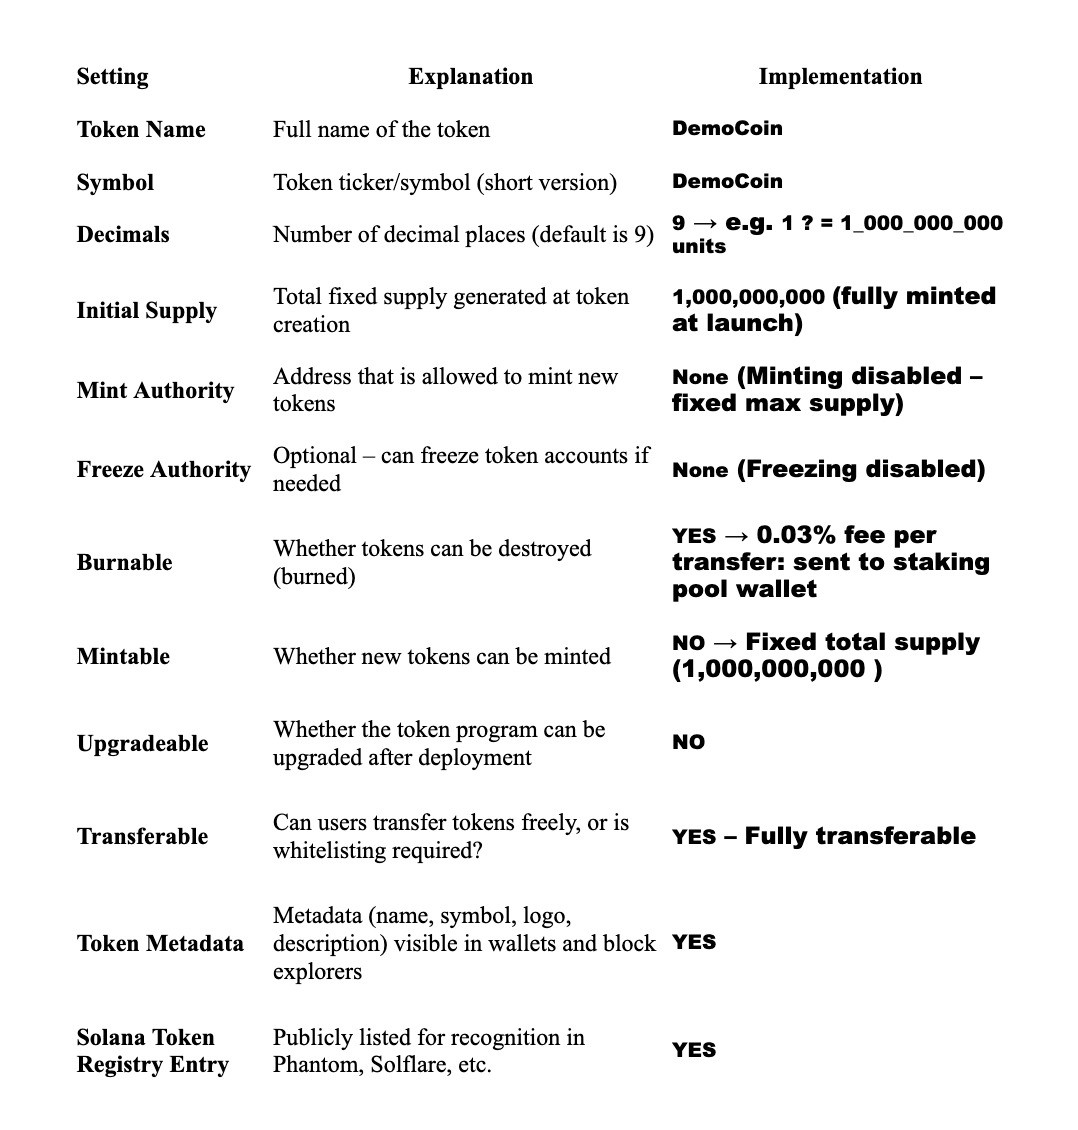 Setting Explanation Implementation
Token Name Full name of the token DemoCoin
Symbol Token ticker/symbol (short version) DemoCoin
Decimals Number of decimal places (default is 9) 9 → e.g. 1 ? = 1_000_000_000
units
Initial Supply Total fixed supply generated at token
creation
1,000,000,000 (fully minted
at launch)
Mint Authority Address that is allowed to mint new
tokens
None (Minting disabled –
fixed max supply)
Freeze Authority Optional – can freeze token accounts if
needed
None (Freezing disabled)
Burnable Whether tokens can be destroyed
(burned)
YES → 0.03% fee per
transfer: sent to staking
pool wallet
Mintable Whether new tokens can be minted
NO → Fixed total supply
(1,000,000,000 )
Upgradeable Whether the token program can be
upgraded after deployment
NO
Transferable Can users transfer tokens freely, or is
whitelisting required?
YES – Fully transferable
Token Metadata Metadata (name, symbol, logo,
description) visible in wallets and block
explorers
YES
Solana Token
Registry Entry
Publicly listed for recognition in
Phantom, Solflare, etc.
YES